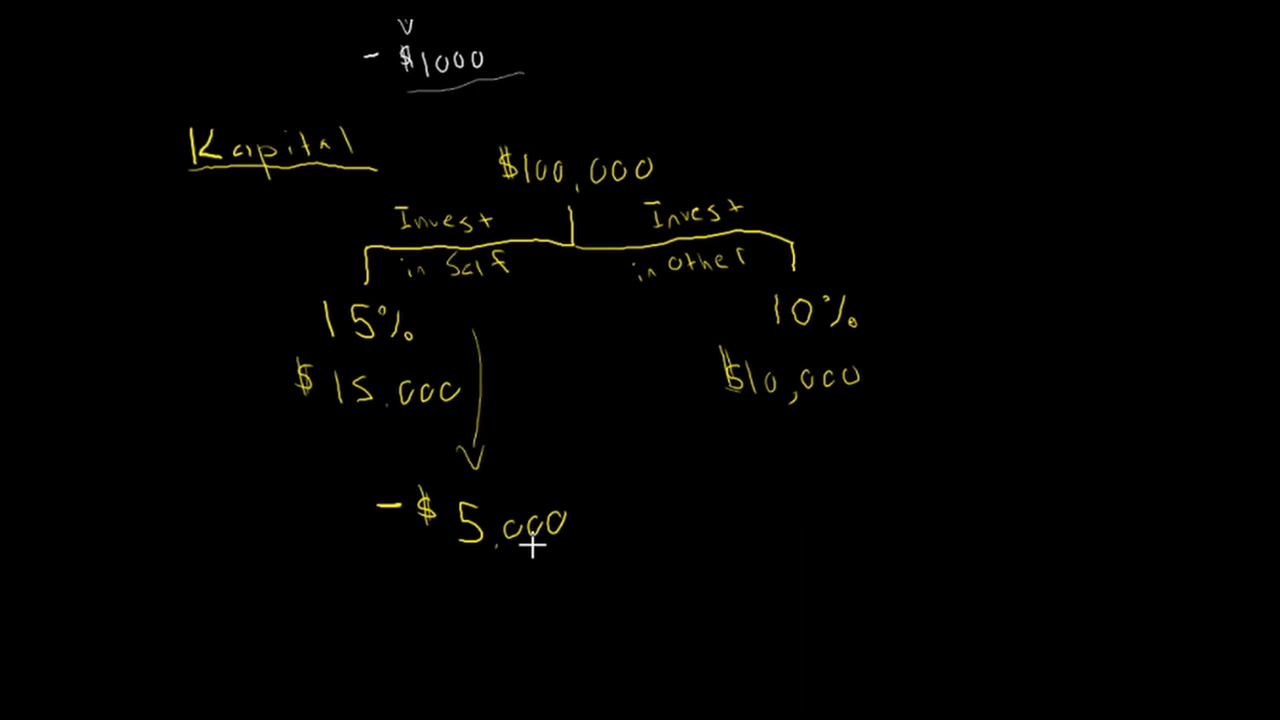 v
- $1000
Kapital
$100,000
Invest Invest
in Self in Other
15% 10%
$15.000 $10,000
-$5.000